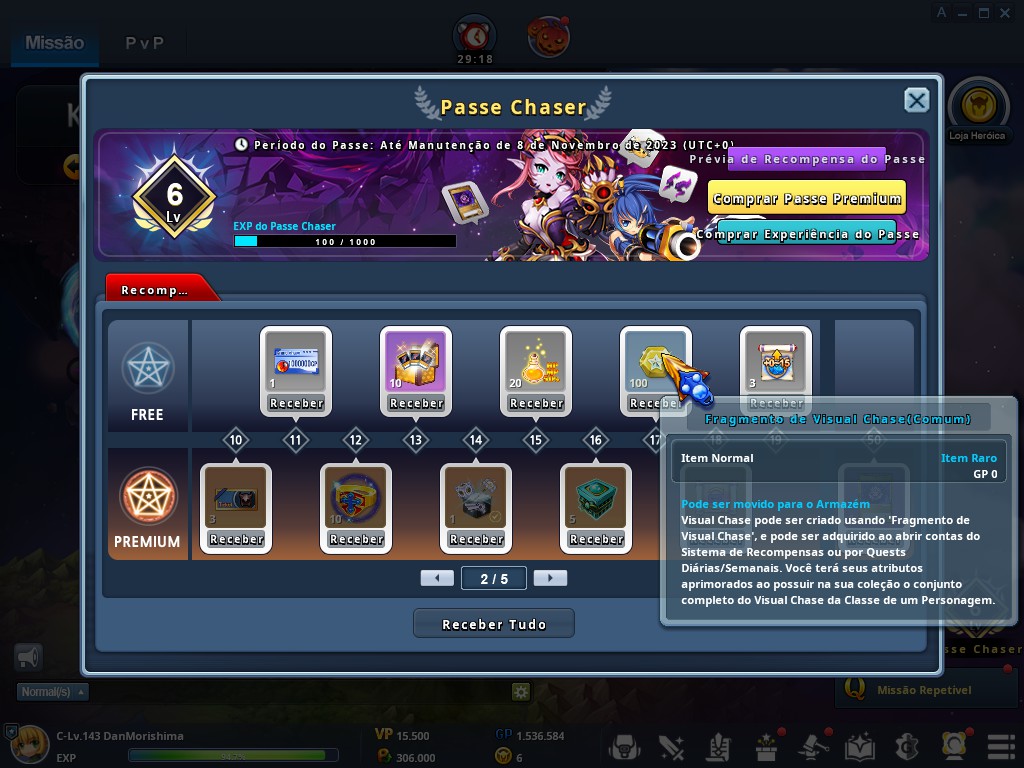 A
Missão
P v P
29:18
Passe Chaser
Loja Heróica
Período do Passe: Até Manutenção de 8 de Novembro de 2023 (UTC+0)
Prévia de Recompensa do Passe
6
Lv
Comprar Passe Premium
EXP do Passe Chaser
100 / 1000
Comprar Experiência do Passe
Recomp...
FREE
1
10
20
100
3
Receber
Receber
Receber
Receber
Receber
10
11
12
13
14
15
16
17
18
19
50
PREMIUM
3
10
1
5
Receber
Receber
Receber
Receber
Fragmento de Visual Chase(Comum)
Item Normal
Item Raro
GP 0
Pode ser movido para o Armazém
Visual Chase pode ser criado usando 'Fragmento de
Visual Chase', e pode ser adquirido ao abrir contas do
Sistema de Recompensas ou por Quests
Diárias/Semanais. Você terá seus atributos
aprimorados ao possuir na sua coleção o conjunto
completo do Visual Chase da Classe de um Personagem.
2 / 5
Receber Tudo
sse Chaser
Normal(/s)
Q
Missão Repetível
C-Lv.143 DanMorishima
EXP
VP 15.500
GP 1.536.584
306.000
6